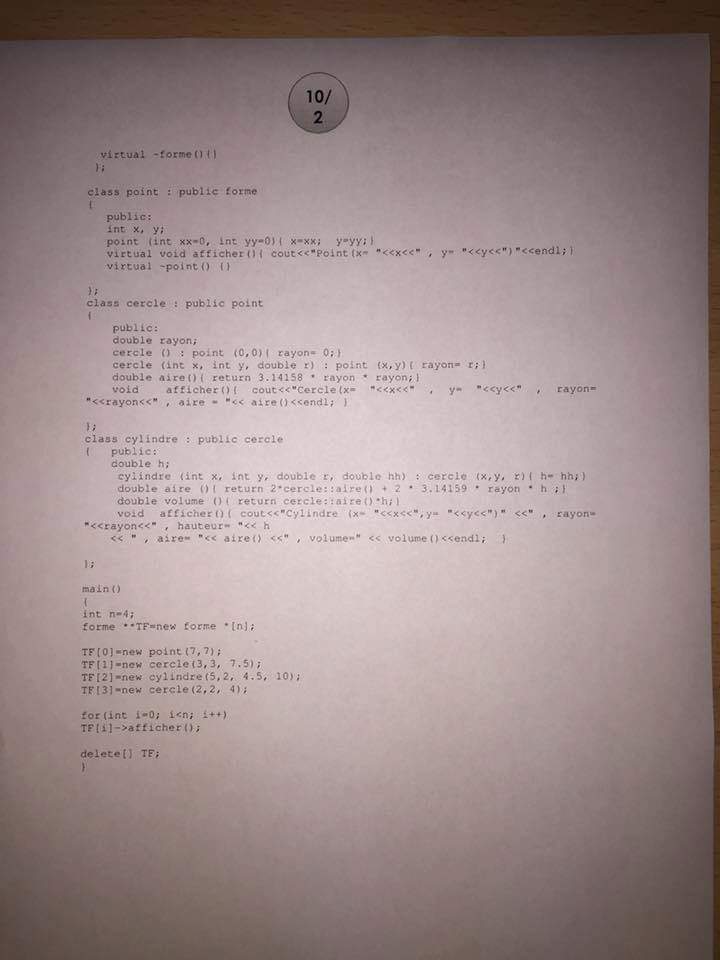 10/
2
virtual ~forme(){}
};
class point : public forme
{
public:
int x, y;
point (int xx=0, int yy=0){ x=xx; y=yy;}
virtual void afficher(){ cout<<"Point(x= "<<x<<" , y= "<<y<<")"<<endl;}
virtual ~point() {}
};
class cercle : public point
{
public:
double rayon;
cercle () : point (0,0){ rayon= 0;}
cercle (int x, int y, double r) : point (x,y){ rayon= r;}
double aire(){ return 3.14158 * rayon * rayon;}
void afficher(){ cout<<"Cercle(x= "<<x<<" , y= "<<y<<" , rayon=
"<<rayon<<" , aire = "<< aire()<<endl; }
};
class cylindre : public cercle
{ public:
double h;
cylindre (int x, int y, double r, double hh) : cercle (x,y, r){ h= hh;}
double aire (){ return 2*cercle::aire() + 2 * 3.14159 * rayon * h ;}
double volume (){ return cercle::aire()*h;}
void afficher(){ cout<<"Cylindre (x= "<<x<<",y= "<<y<<")" <<" , rayon=
"<<rayon<<" , hauteur= "<< h
<< " , aire= "<< aire() <<" , volume=" << volume()<<endl; }
};
main()
{
int n=4;
forme **TF=new forme *[n];
TF[0]=new point(7,7);
TF[1]=new cercle(3,3, 7.5);
TF[2]=new cylindre(5,2, 4.5, 10);
TF[3]=new cercle(2,2, 4);
for(int i=0; i<n; i++)
TF[i]->afficher();
delete[] TF;
}